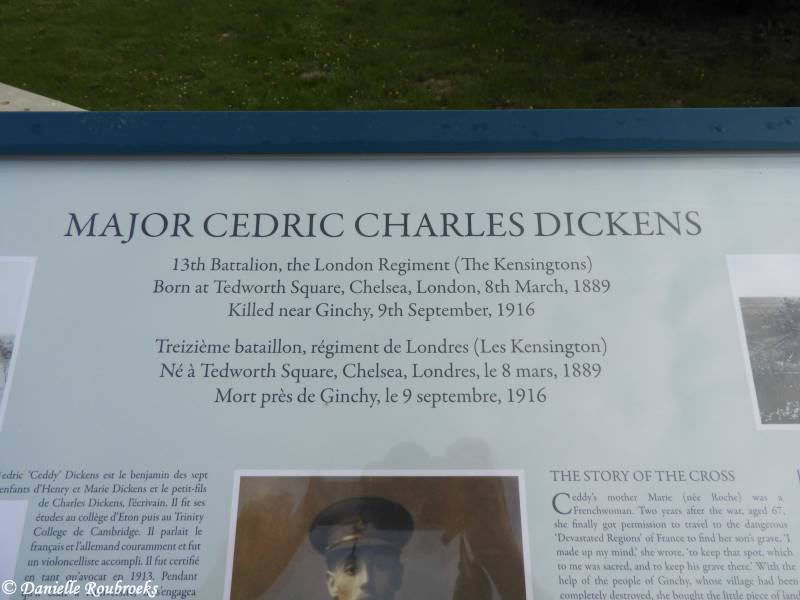 MAJOR CEDRIC CHARLES DICKENS
13th Battalion, the London Regiment (The Kensingtons)
Born at Tedworth Square, Chelsea, London, 8th March, 1889
Killed near Ginchy, 9th September, 1916
Treizième bataillon, régiment de Londres (Les Kensington)
Né à Tedworth Square, Chelsea, Londres, le 8 mars, 1889
Mort près de Ginchy, le 9 septembre, 1916
Cedric 'Ceddy' Dickens est le benjamin des sept
enfants d'Henry et Marie Dickens et le petit-fils
de Charles Dickens, l'écrivain. Il fit ses
études au collège d'Eton puis au Trinity
College de Cambridge. Il parlait le
français et l'allemand couramment et fut
un violoncelliste accompli. Il fut certifié
en tant qu'avocat en 1913. Pendant
engagea
THE STORY OF THE CROSS
Ceddy's mother Marie (née Roche) was a
Frenchwoman. Two years after the war, aged 67,
she finally got permission to travel to the dangerous
'Devastated Regions' of France to find her son's grave. 'I
made up my mind,' she wrote, 'to keep that spot, which
to me was sacred, and to keep his grave there.' With the
help of the people of Ginchy, whose village had been
completely destroyed, she bought the little piece of land
© Danielle Roubroeks